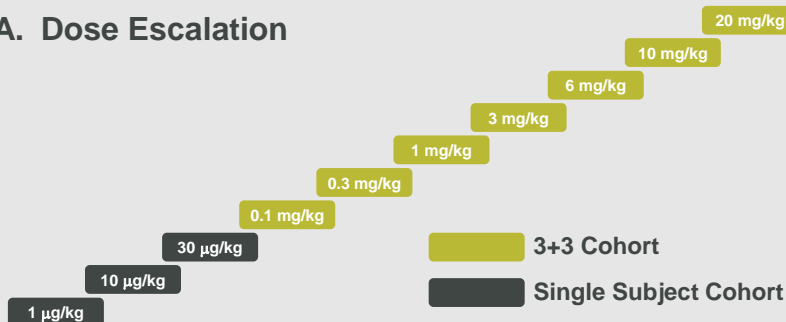 A. Dose Escalation
20 mg/kg
10 mg/kg
6 mg/kg
3 mg/kg
1 mg/kg
0.3 mg/kg
0.1 mg/kg
30 μg/kg
10 μg/kg
1 μg/kg
3+3 Cohort
Single Subject Cohort